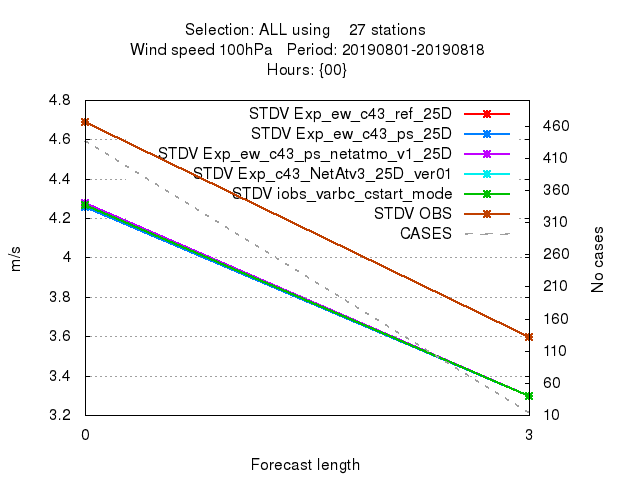 Selection: ALL using    27 stations
Wind speed 100hPa   Period: 20190801-20190818
Hours: {00}
STDV Exp_ew_c43_ref_25D
STDV Exp_ew_c43_ps_25D
STDV Exp_ew_c43_ps_netatmo_v1_25D
STDV Exp_c43_NetAtv3_25D_ver01
STDV iobs_varbc_cstart_mode
STDV OBS
CASES
4.8
4.6
4.4
4.2
4
3.8
3.6
3.4
3.2
m/s
460
410
360
310
260
210
160
110
60
10
No cases
0
3
Forecast length